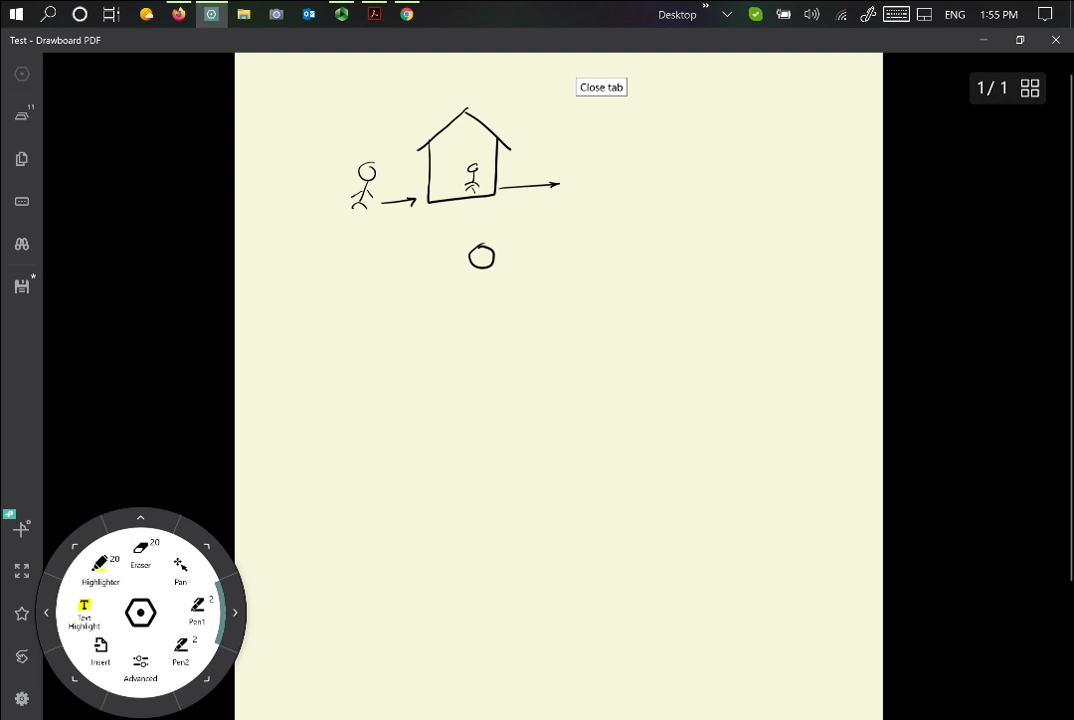 Desktop
ENG
1:55 PM
Test - Drawboard PDF
Close tab
1 / 1
11
*
20
Eraser
20
Highlighter
Pan
T
Text
Highlight
2
Pen1
Insert
2
Pen2
Advanced